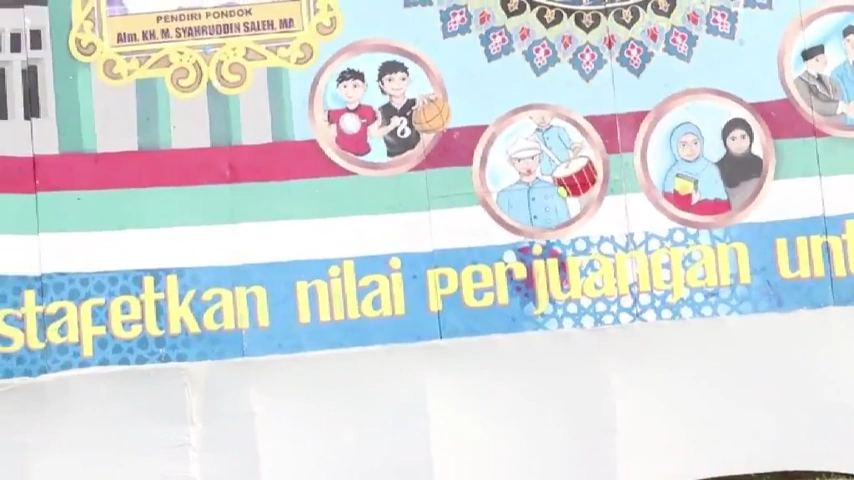 PENDIRI PONDOK
Alm. KH. M. SYAHRUDDIN SALEH, MA
stafetkan nilai perjuangan unt